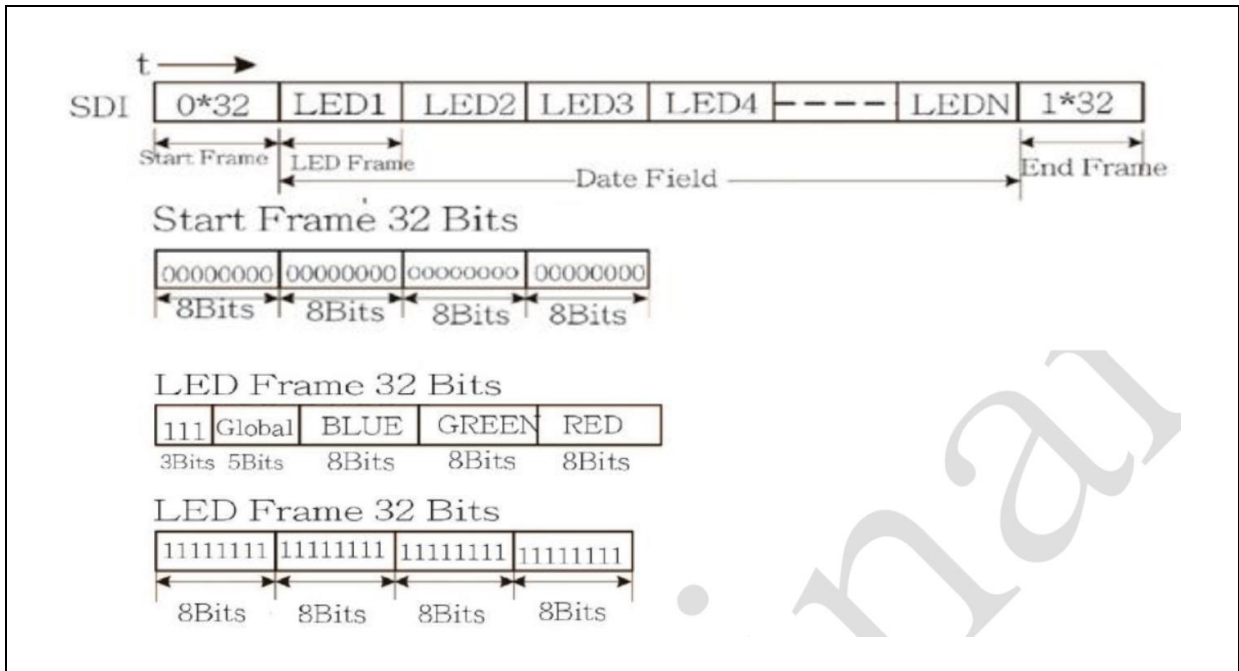 t
SDI 0*32 LED1 LED2 LED3 LED4 LEDN 1*32
Start Frame LED Frame End Frame
Date Field
Start Frame 32 Bits
00000000 00000000 00000000 00000000
8Bits 8Bits 8Bits 8Bits
LED Frame 32 Bits
111 Global BLUE GREEN RED
3Bits 5Bits 8Bits 8Bits 8Bits
LED Frame 32 Bits
11111111 11111111 11111111 11111111
8Bits 8Bits 8Bits 8Bits
inar